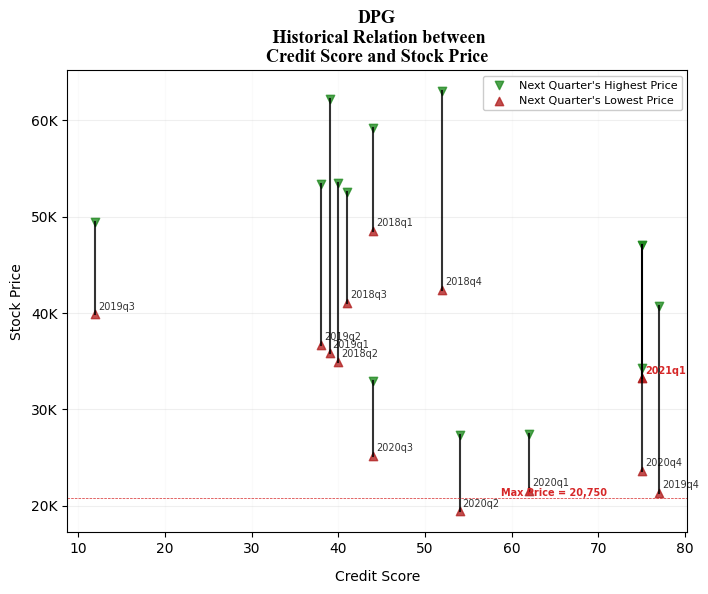 DPG
Historical Relation between
Credit Score and Stock Price
Next Quarter's Highest Price
Next Quarter's Lowest Price
60K
50K
40K
30K
20K
Stock Price
2019q3
2018q1
2018q4
2018q3
2019q2
2019q1
2018q2
2021q1
2020q3
2020q4
2020q1
2019q4
Max Price = 20,750
2020q2
10 20 30 40 50 60 70 80
Credit Score